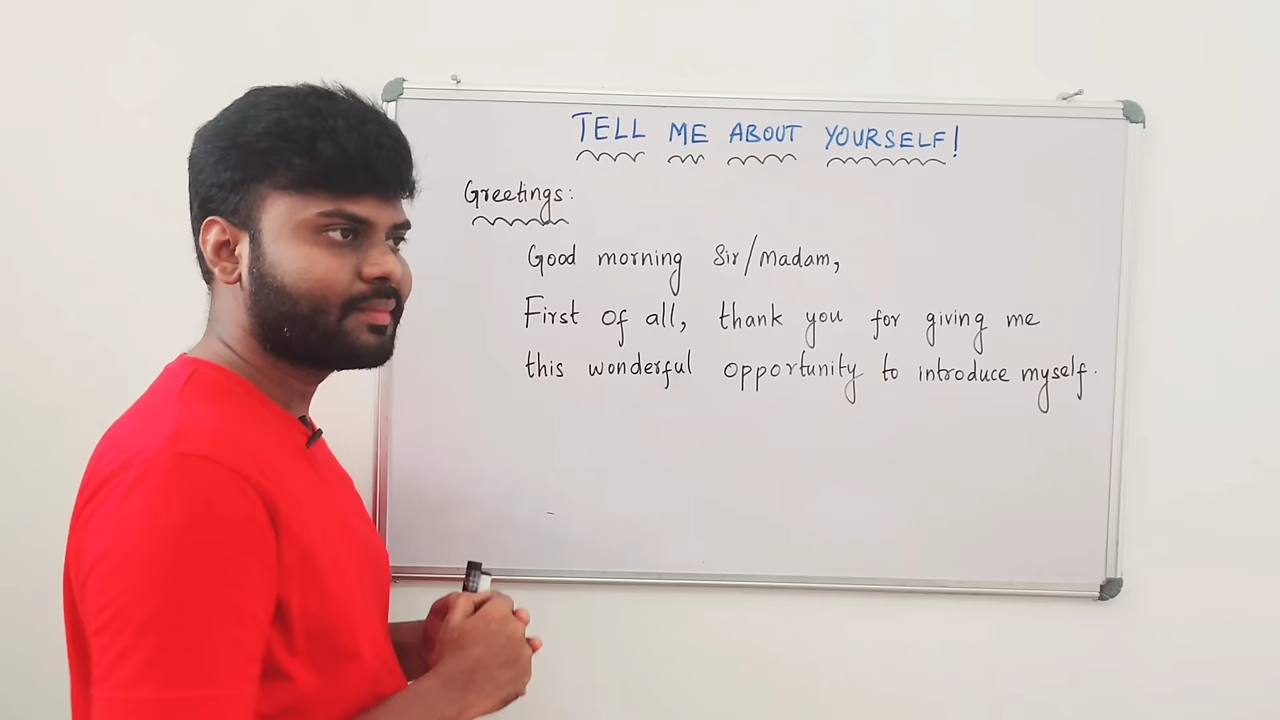 TELL ME ABOUT YOURSELF!
Greetings:
Good morning Sir/Madam,
First of all, thank you for giving me
this wonderful opportunity to introduce myself.